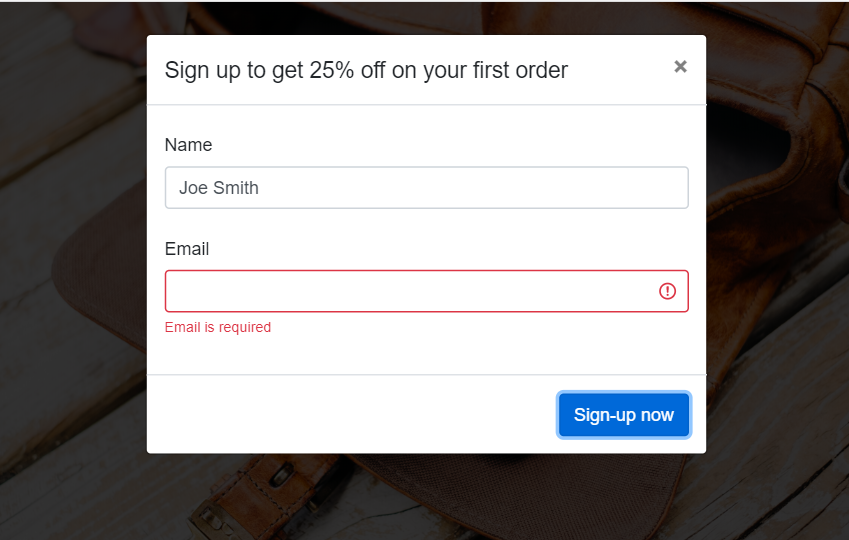 Sign up to get 25% off on your first order
×
Name
Joe Smith
Email
Email is required
Sign-up now